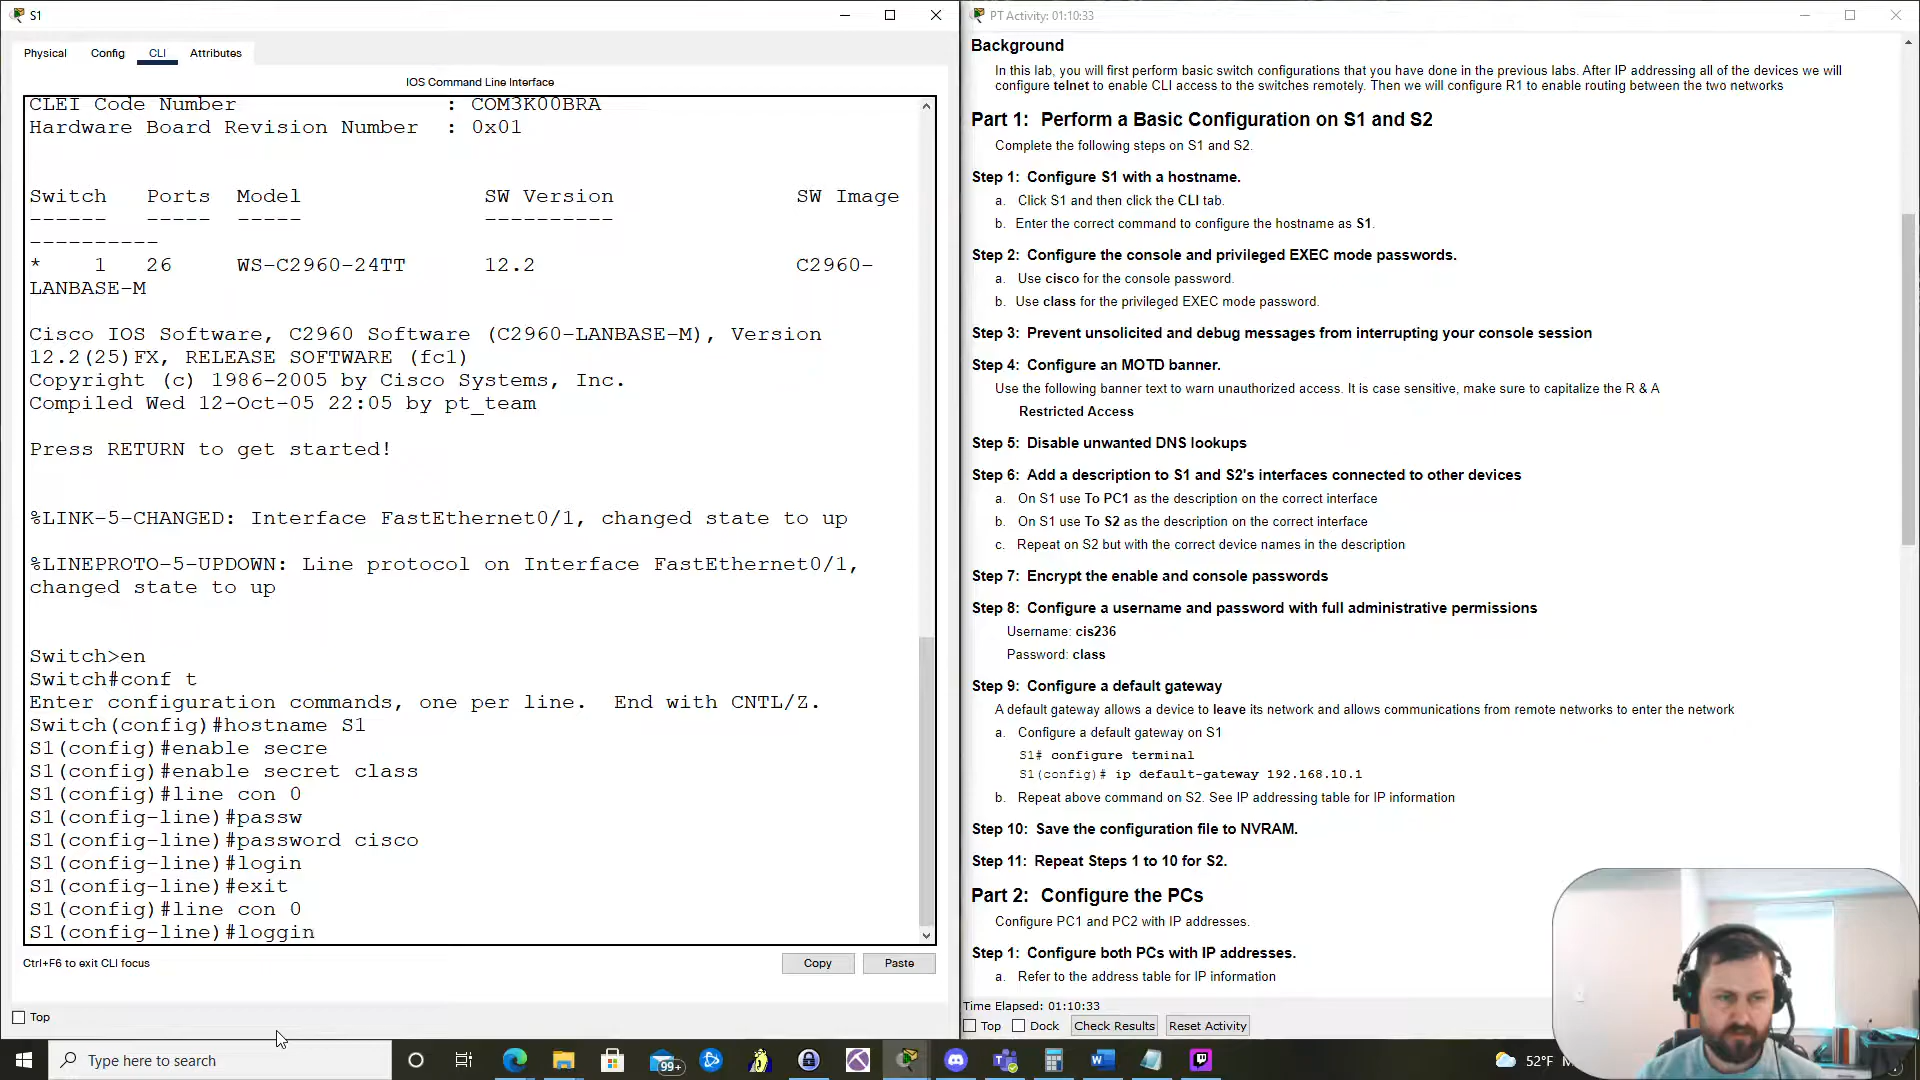 S1
Physical
Config
CLI
Attributes
IOS Command Line Interface
CLEI Code Number : COM3K00BRA
Hardware Board Revision Number : 0x01
Switch Ports Model SW Version SW Image
------ ----- ----- ---------- ----------
* 1 26 WS-C2960-24TT 12.2 C2960-
LANBASE-M
Cisco IOS Software, C2960 Software (C2960-LANBASE-M), Version
12.2(25)FX, RELEASE SOFTWARE (fc1)
Copyright (c) 1986-2005 by Cisco Systems, Inc.
Compiled Wed 12-Oct-05 22:05 by pt_team
Press RETURN to get started!
%LINK-5-CHANGED: Interface FastEthernet0/1, changed state to up
%LINEPROTO-5-UPDOWN: Line protocol on Interface FastEthernet0/1,
changed state to up
Switch>en
Switch#conf t
Enter configuration commands, one per line. End with CNTL/Z.
Switch(config)#hostname S1
S1(config)#enable secre
S1(config)#enable secret class
S1(config)#line con 0
S1(config-line)#passw
S1(config-line)#password cisco
S1(config-line)#login
S1(config-line)#exit
S1(config)#line con 0
S1(config-line)#loggin
Ctrl+F6 to exit CLI focus
Copy
Paste
Top
PT Activity: 01:10:33
Background
In this lab, you will first perform basic switch configurations that you have done in the previous labs. After IP addressing all of the devices we will
configure telnet to enable CLI access to the switches remotely. Then we will configure R1 to enable routing between the two networks
Part 1: Perform a Basic Configuration on S1 and S2
Complete the following steps on S1 and S2.
Step 1: Configure S1 with a hostname.
a. Click S1 and then click the CLI tab.
b. Enter the correct command to configure the hostname as S1.
Step 2: Configure the console and privileged EXEC mode passwords.
a. Use cisco for the console password.
b. Use class for the privileged EXEC mode password.
Step 3: Prevent unsolicited and debug messages from interrupting your console session
Step 4: Configure an MOTD banner.
Use the following banner text to warn unauthorized access. It is case sensitive, make sure to capitalize the R & A
Restricted Access
Step 5: Disable unwanted DNS lookups
Step 6: Add a description to S1 and S2's interfaces connected to other devices
a. On S1 use To PC1 as the description on the correct interface
b. On S1 use To S2 as the description on the correct interface
c. Repeat on S2 but with the correct device names in the description
Step 7: Encrypt the enable and console passwords
Step 8: Configure a username and password with full administrative permissions
Username: cis236
Password: class
Step 9: Configure a default gateway
A default gateway allows a device to leave its network and allows communications from remote networks to enter the network
a. Configure a default gateway on S1
S1# configure terminal
S1(config)# ip default-gateway 192.168.10.1
b. Repeat above command on S2. See IP addressing table for IP information
Step 10: Save the configuration file to NVRAM.
Step 11: Repeat Steps 1 to 10 for S2.
Part 2: Configure the PCs
Configure PC1 and PC2 with IP addresses.
Step 1: Configure both PCs with IP addresses.
a. Refer to the address table for IP information
Time Elapsed: 01:10:33
Top
Dock
Check Results
Reset Activity
Type here to search
99+
52°F